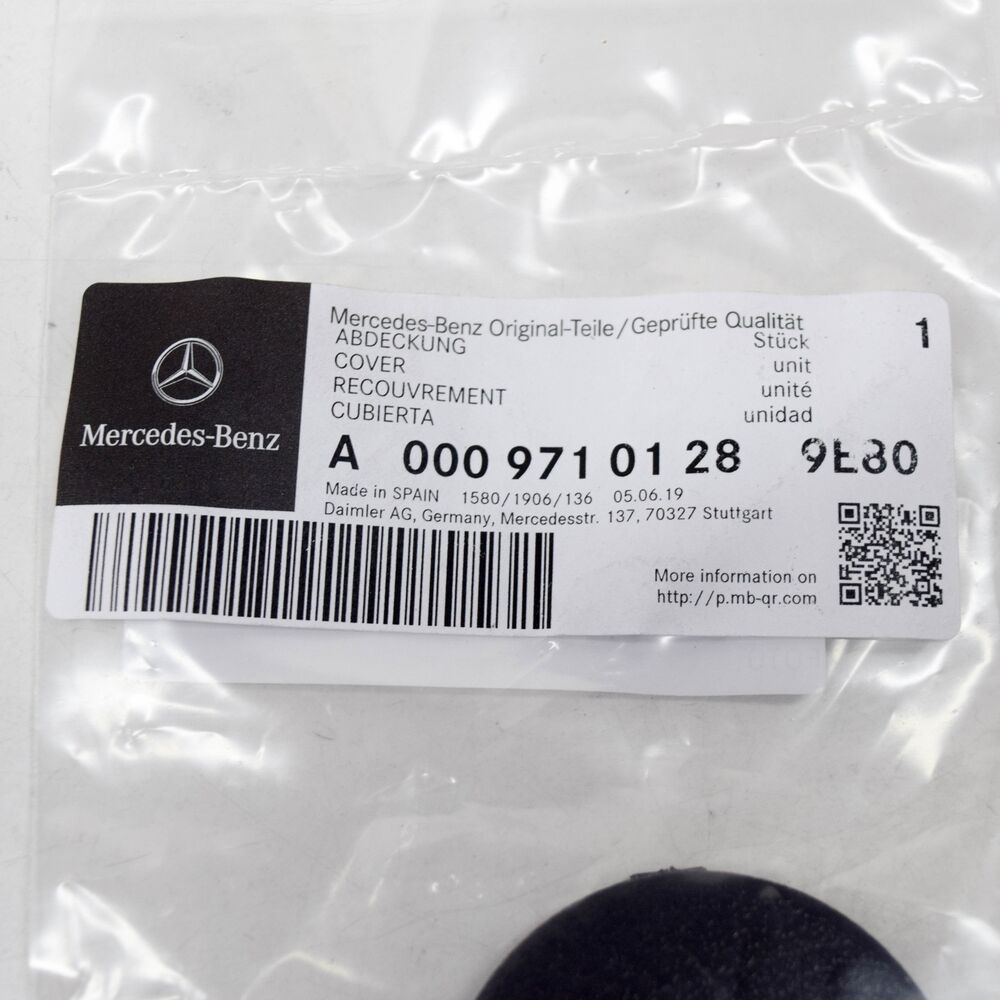 Mercedes-Benz
Mercedes-Benz Original-Teile/Geprüfte Qualität 1
ABDECKUNG Stück
COVER unit
RECOUVREMENT unité
CUBIERTA unidad
A 000 971 01 28 9E80
Made in SPAIN 1580/1906/136 05.06.19
Daimler AG, Germany, Mercedesstr. 137, 70327 Stuttgart
More information on
http://p.mb-qr.com